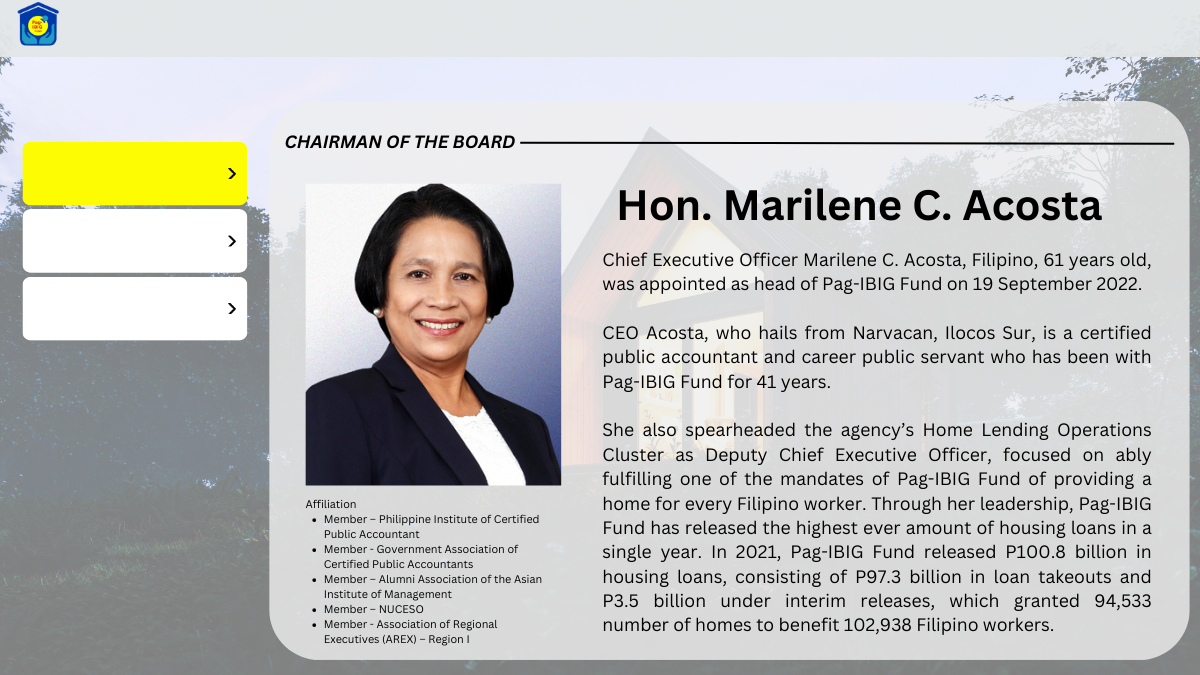 Pag-IBIG
CHAIRMAN OF THE BOARD
Hon. Marilene C. Acosta
Chief Executive Officer Marilene C. Acosta, Filipino, 61 years old,
was appointed as head of Pag-IBIG Fund on 19 September 2022.
CEO Acosta, who hails from Narvacan, Ilocos Sur, is a certified
public accountant and career public servant who has been with
Pag-IBIG Fund for 41 years.
She also spearheaded the agency’s Home Lending Operations
Cluster as Deputy Chief Executive Officer, focused on ably
fulfilling one of the mandates of Pag-IBIG Fund of providing a
home for every Filipino worker. Through her leadership, Pag-IBIG
Fund has released the highest ever amount of housing loans in a
single year. In 2021, Pag-IBIG Fund released P100.8 billion in
housing loans, consisting of P97.3 billion in loan takeouts and
P3.5 billion under interim releases, which granted 94,533
number of homes to benefit 102,938 Filipino workers.
Affiliation
• Member – Philippine Institute of Certified
Public Accountant
• Member - Government Association of
Certified Public Accountants
• Member – Alumni Association of the Asian
Institute of Management
• Member – NUCESO
• Member - Association of Regional
Executives (AREX) – Region I